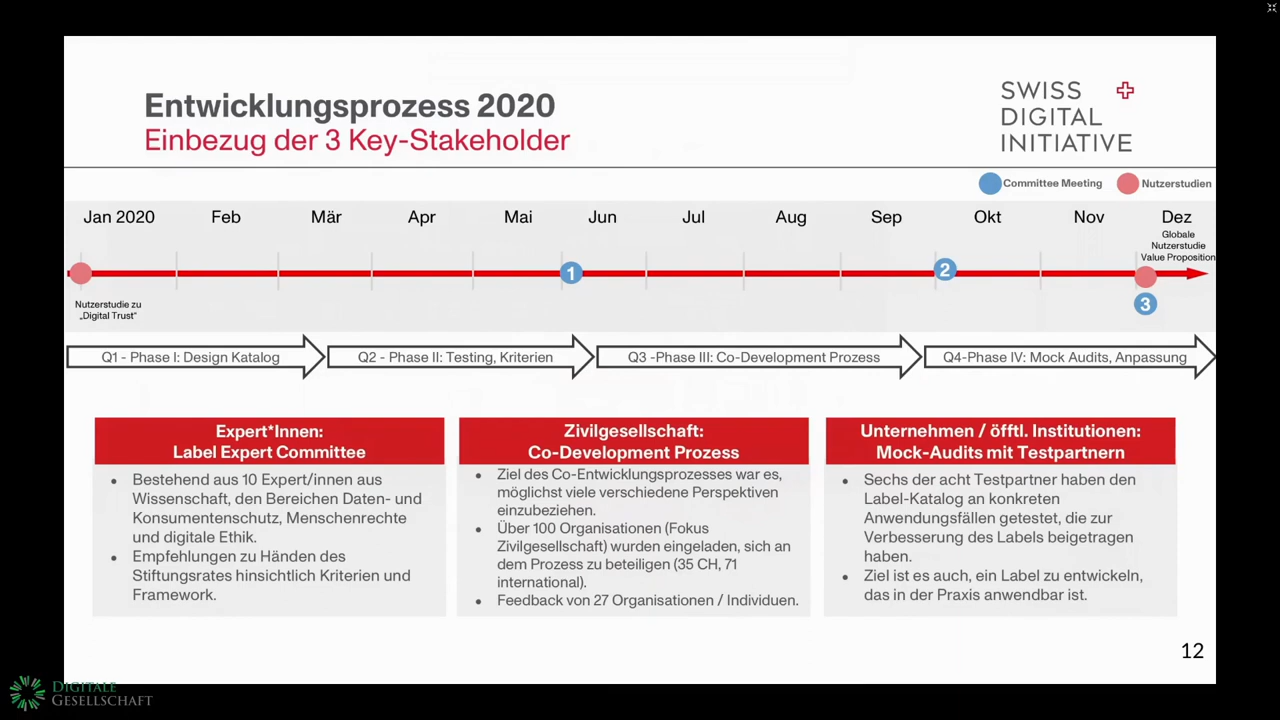 Entwicklungsprozess 2020
Einbezug der 3 Key-Stakeholder
SWISS
DIGITAL
INITIATIVE
Committee Meeting
Nutzerstudien
Jan 2020 Feb Mär Apr Mai Jun Jul Aug Sep Okt Nov Dez
Globale
Nutzerstudie
Value Proposition
1
2
3
Nutzerstudie zu
„Digital Trust“
Q1 - Phase I: Design Katalog
Q2 - Phase II: Testing, Kriterien
Q3 -Phase III: Co-Development Prozess
Q4-Phase IV: Mock Audits, Anpassung
Expert*Innen:
Label Expert Committee
• Bestehend aus 10 Expert/innen aus
Wissenschaft, den Bereichen Daten- und
Konsumentenschutz, Menschenrechte
und digitale Ethik.
• Empfehlungen zu Händen des
Stiftungsrates hinsichtlich Kriterien und
Framework.
Zivilgesellschaft:
Co-Development Prozess
• Ziel des Co-Entwicklungsprozesses war es,
möglichst viele verschiedene Perspektiven
einzubeziehen.
• Über 100 Organisationen (Fokus
Zivilgesellschaft) wurden eingeladen, sich an
dem Prozess zu beteiligen (35 CH, 71
international).
• Feedback von 27 Organisationen / Individuen.
Unternehmen / öfftl. Institutionen:
Mock-Audits mit Testpartnern
• Sechs der acht Testpartner haben den
Label-Katalog an konkreten
Anwendungsfällen getestet, die zur
Verbesserung des Labels beigetragen
haben.
• Ziel ist es auch, ein Label zu entwickeln,
das in der Praxis anwendbar ist.
12
DIGITALE
GESELLSCHAFT